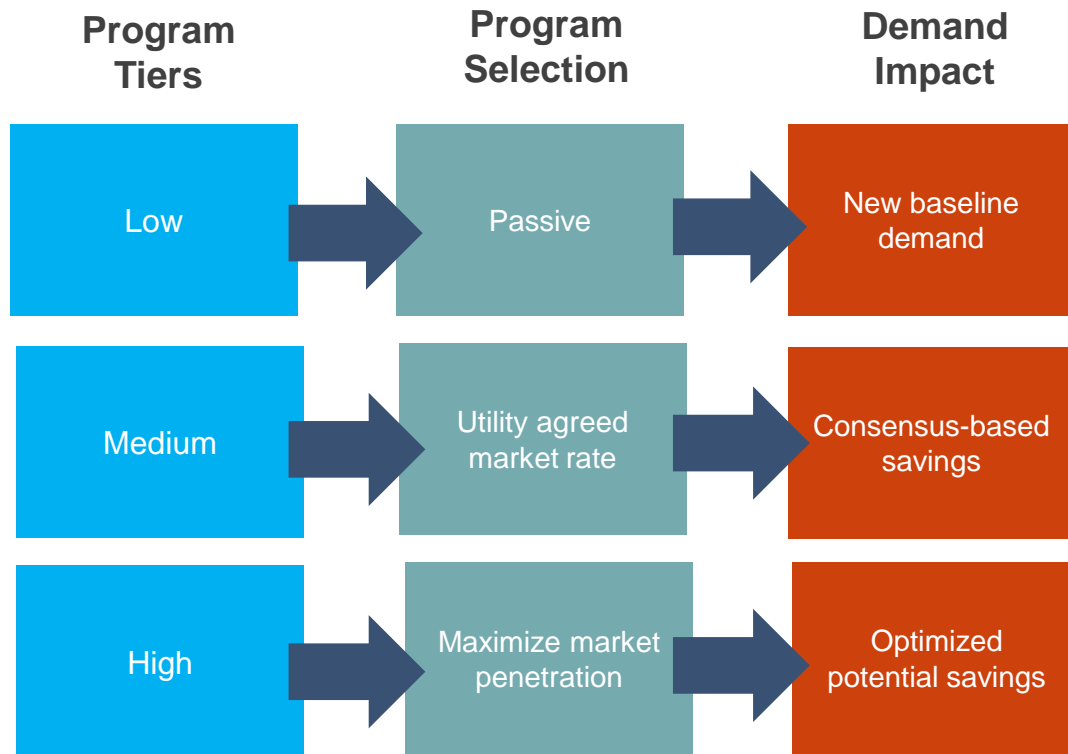 Program
Tiers
Program
Selection
Demand
Impact
Low
Passive
New baseline
demand
Medium
Utility agreed
market rate
Consensus-based
savings
High
Maximize market
penetration
Optimized
potential savings